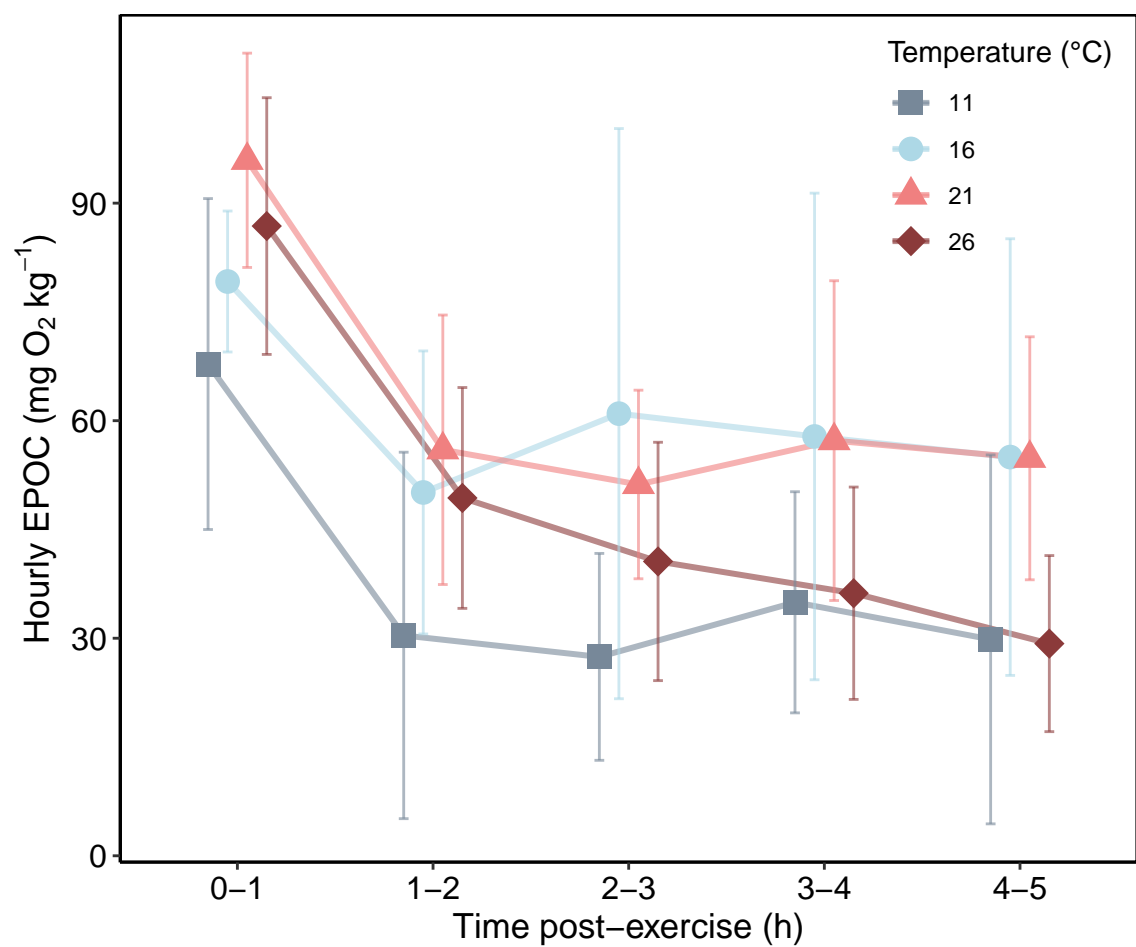 Temperature (°C)
11
16
21
26
90
60
30
0
Hourly EPOC (mg O₂ kg⁻¹)
0–1 1–2 2–3 3–4 4–5
Time post–exercise (h)